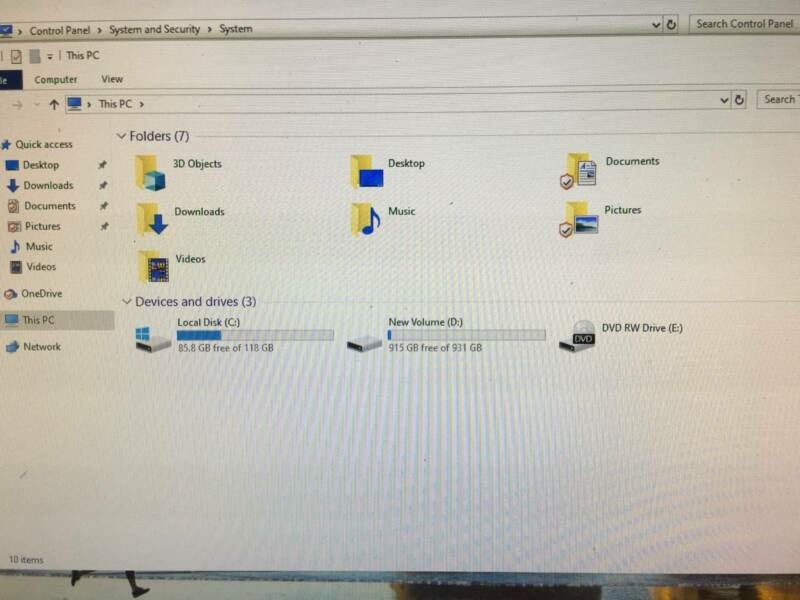 Control Panel > System and Security > System
Search Control Panel
This PC
Computer View
This PC >
Search
Quick access
Desktop
Downloads
Documents
Pictures
Music
Videos
OneDrive
This PC
Network
Folders (7)
3D Objects
Desktop
Documents
Downloads
Music
Pictures
Videos
Devices and drives (3)
Local Disk (C:)
85.8 GB free of 118 GB
New Volume (D:)
915 GB free of 931 GB
DVD RW Drive (E:)
DVD
10 items